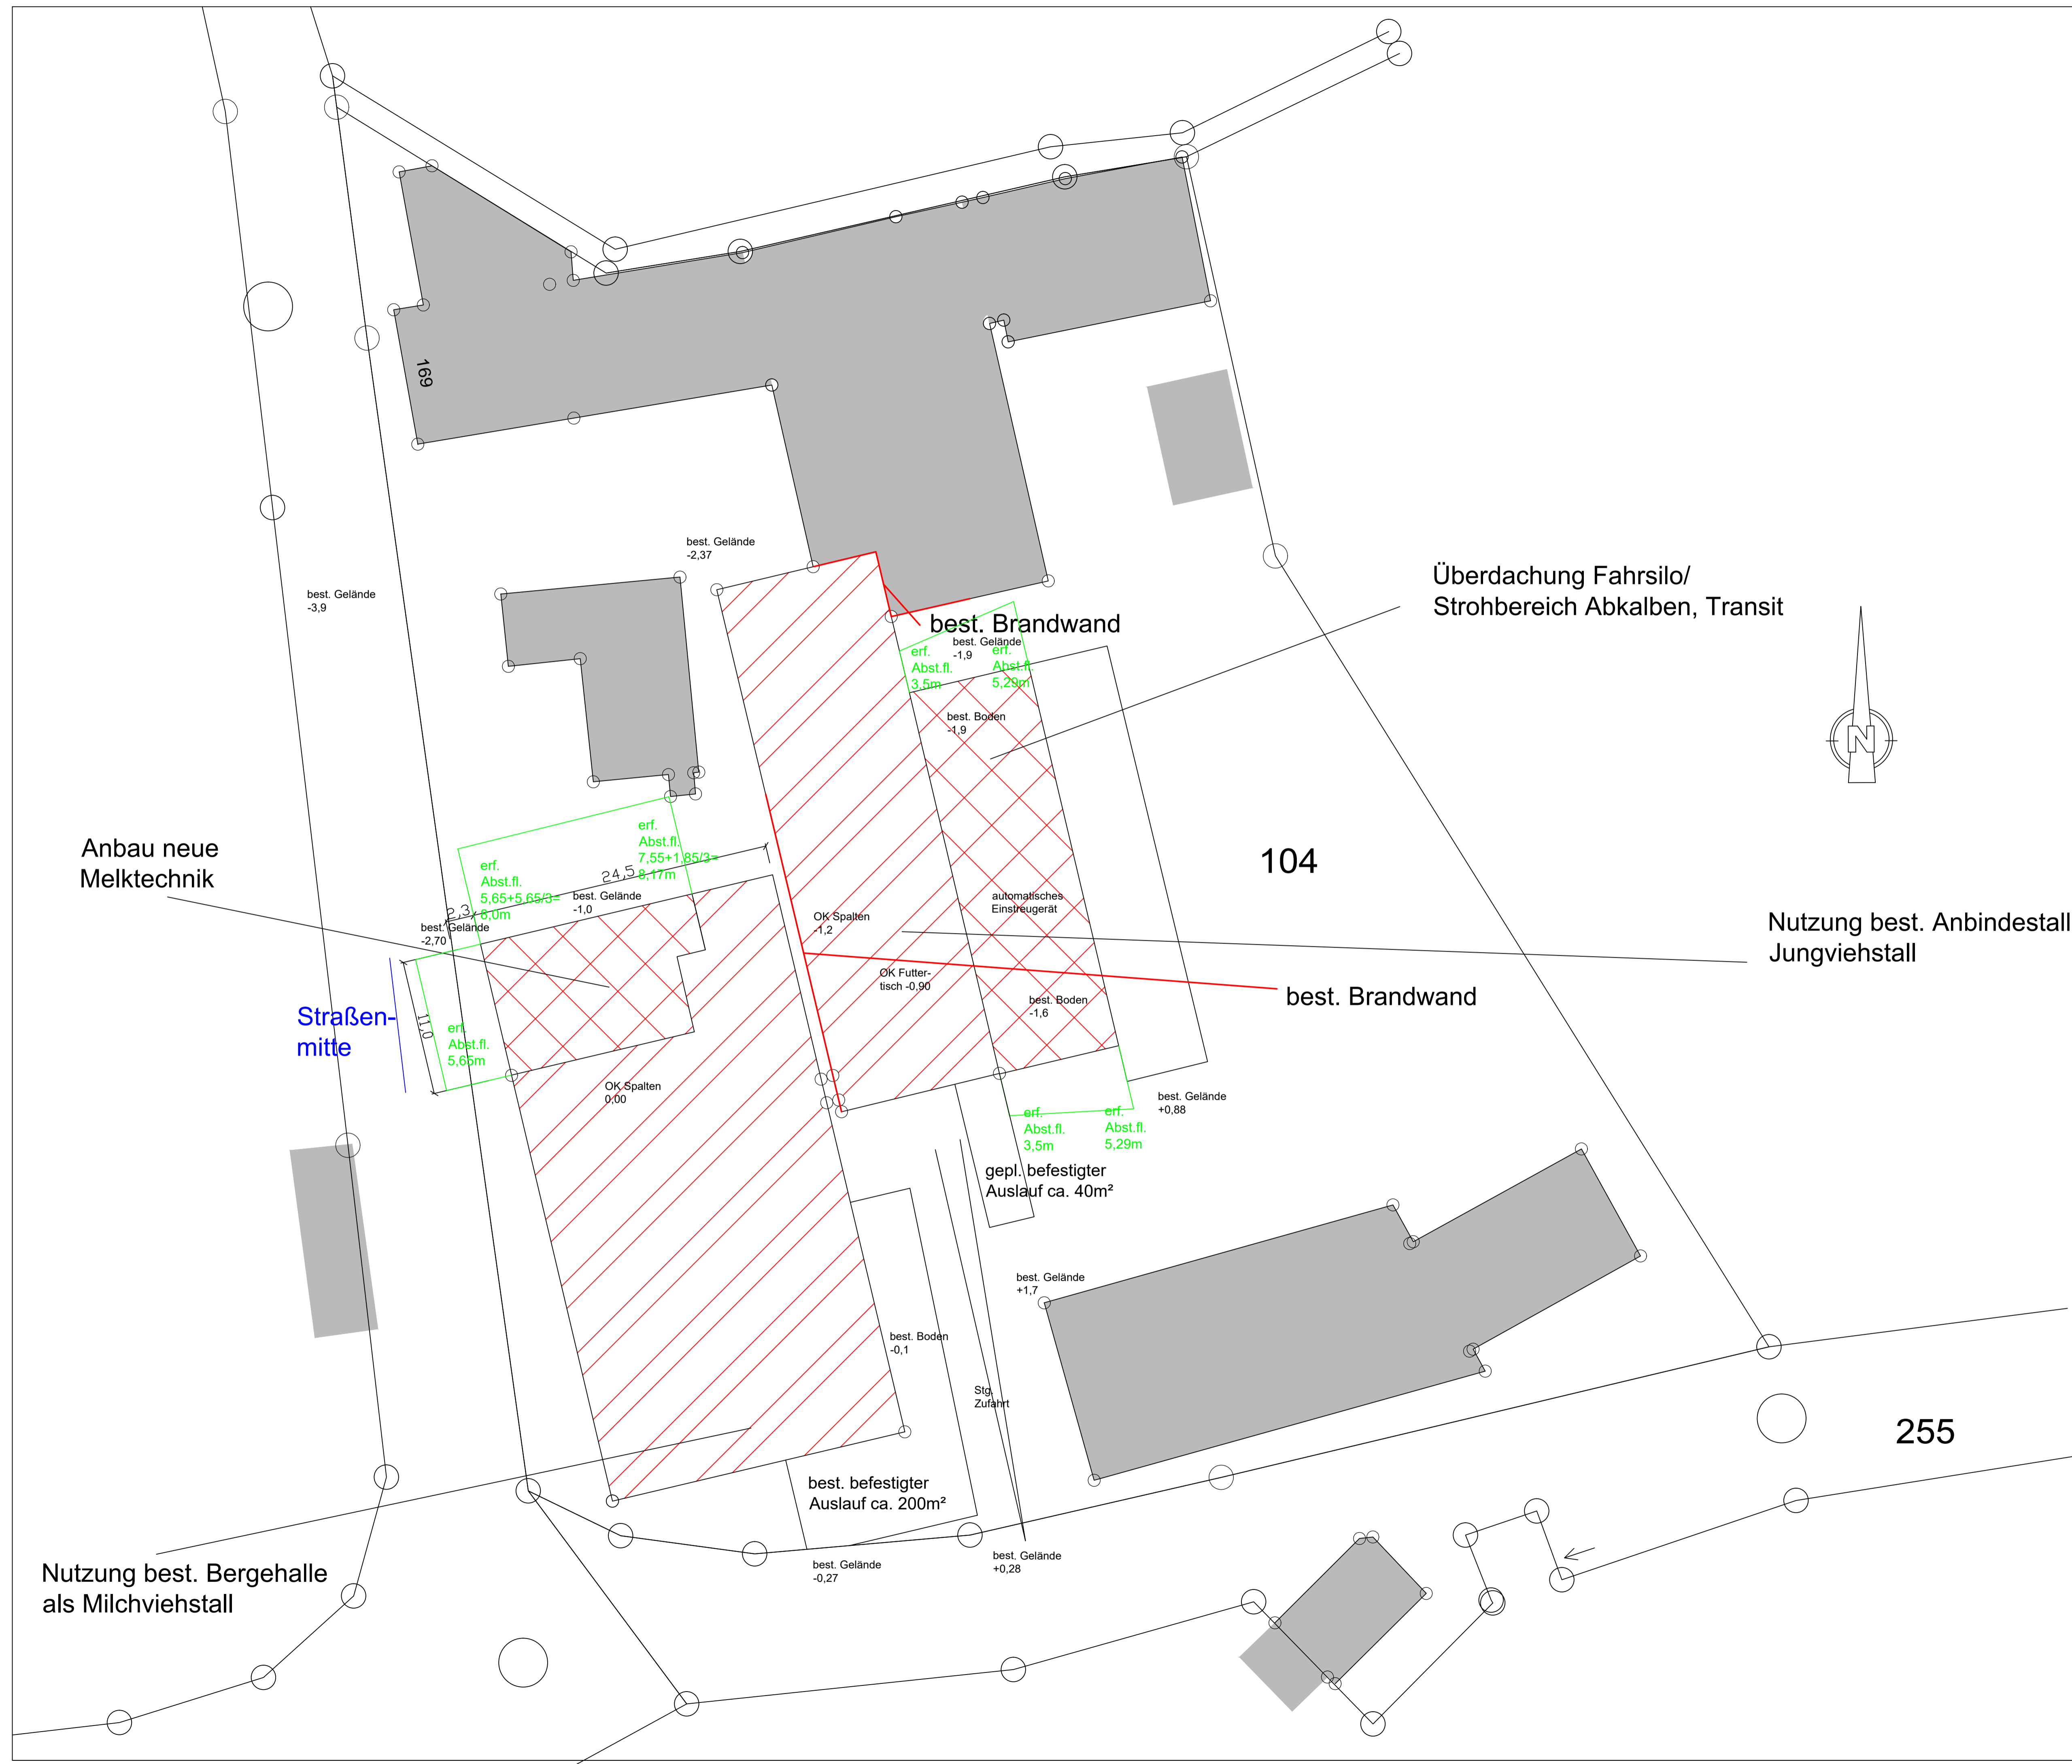 169
best. Gelände
-2,37
best. Gelände
-3,9
Überdachung Fahrsilo/
Strohbereich Abkalben, Transit
best. Brandwand
best. Gelände
-1,9
erf.
Abst.fl.
3,5m
erf.
Abst.fl.
5,29m
best. Boden
-1,9
N
Anbau neue
Melktechnik
erf.
Abst.fl.
7,55+1,85/3=
8,17m
erf.
Abst.fl.
5,65+5,65/3=
8,0m
24,5
2,3
best. Gelände
-1,0
best. Gelände
-2,70
104
automatisches
Einstreugerät
OK Spalten
-1,2
Nutzung best. Anbindestall
Jungviehstall
OK Futter-
tisch -0,90
best. Boden
-1,6
best. Brandwand
Straßen-
mitte
11,0
erf.
Abst.fl.
5,65m
OK Spalten
0,00
best. Gelände
+0,88
erf.
Abst.fl.
3,5m
erf.
Abst.fl.
5,29m
gepl. befestigter
Auslauf ca. 40m²
best. Gelände
+1,7
best. Boden
-0,1
Stg.
Zufahrt
255
best. befestigter
Auslauf ca. 200m²
best. Gelände
-0,27
best. Gelände
+0,28
Nutzung best. Bergehalle
als Milchviehstall